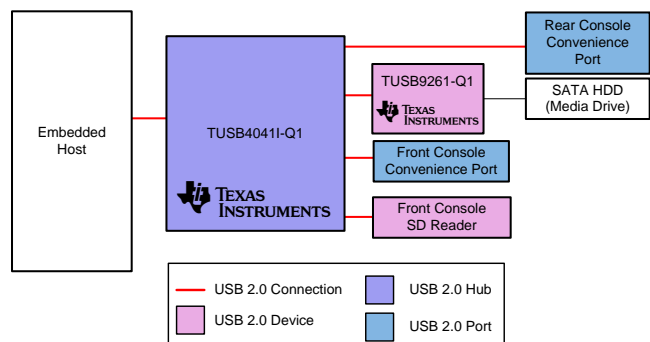 Embedded
Host
TUSB4041I-Q1
TEXAS
INSTRUMENTS
Rear Console
Convenience
Port
TUSB9261-Q1
TEXAS
INSTRUMENTS
SATA HDD
(Media Drive)
Front Console
Convenience Port
Front Console
SD Reader
USB 2.0 Connection
USB 2.0 Hub
USB 2.0 Device
USB 2.0 Port